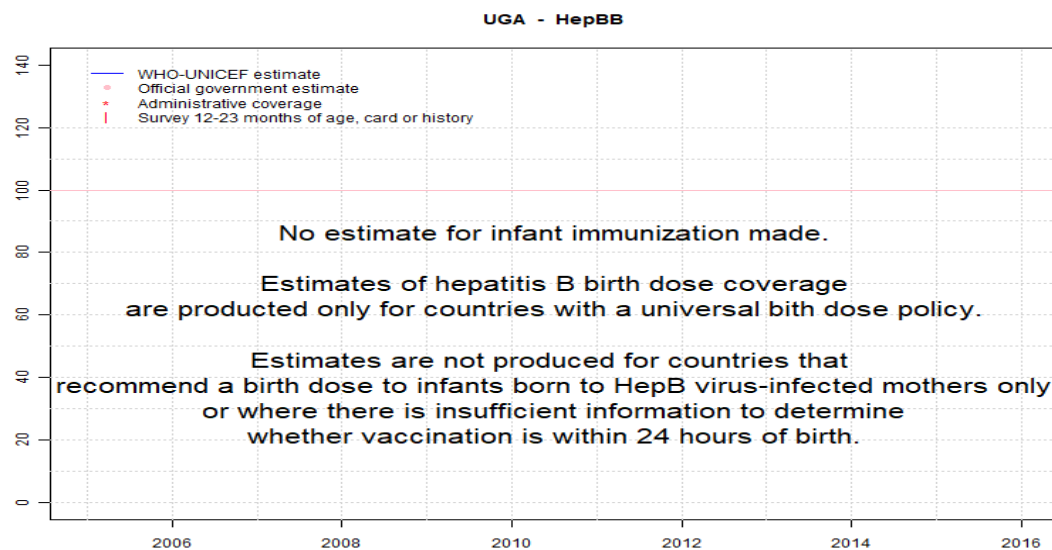 UGA - HepBB
WHO-UNICEF estimate
Official government estimate
Administrative coverage
Survey 12-23 months of age, card or history
140
120
100
80
60
40
20
0
No estimate for infant immunization made.
Estimates of hepatitis B birth dose coverage
are producted only for countries with a universal bith dose policy.
Estimates are not produced for countries that
recommend a birth dose to infants born to HepB virus-infected mothers only
or where there is insufficient information to determine
whether vaccination is within 24 hours of birth.
2006 2008 2010 2012 2014 2016